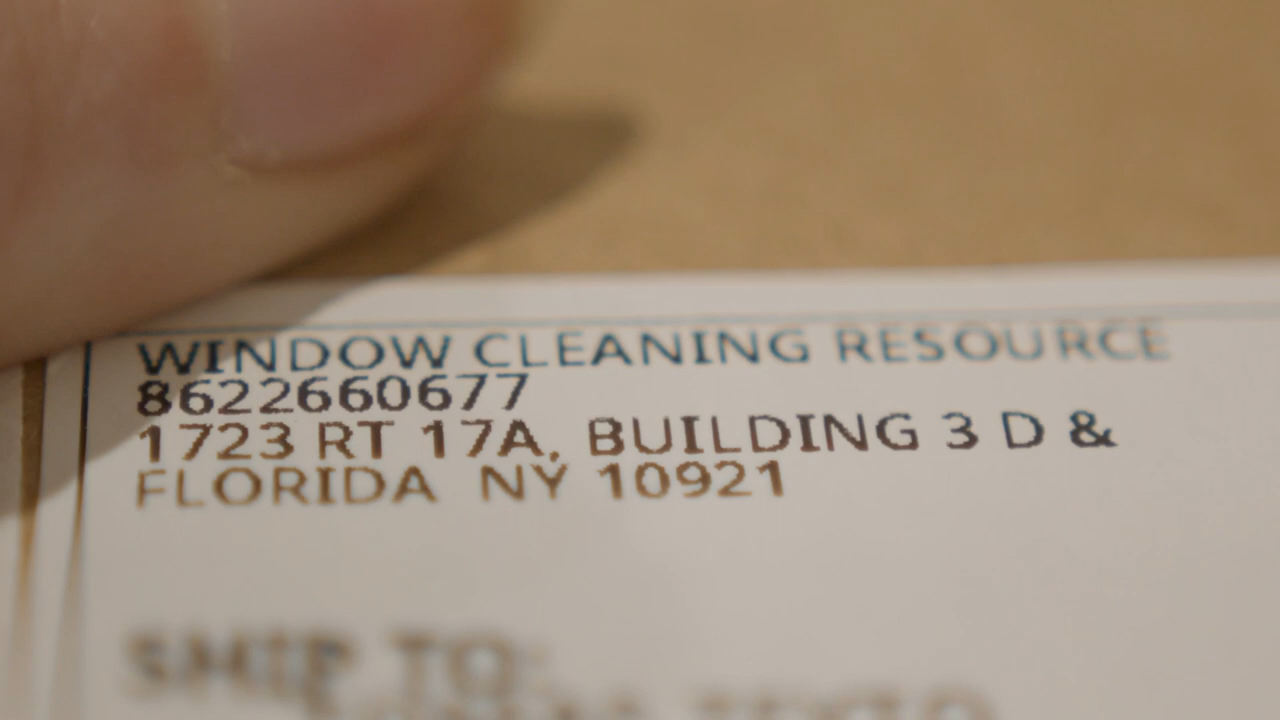 WINDOW CLEANING RESOURCE
8622660677
1723 RT 17A, BUILDING 3 D &
FLORIDA NY 10921
SHIP TO: